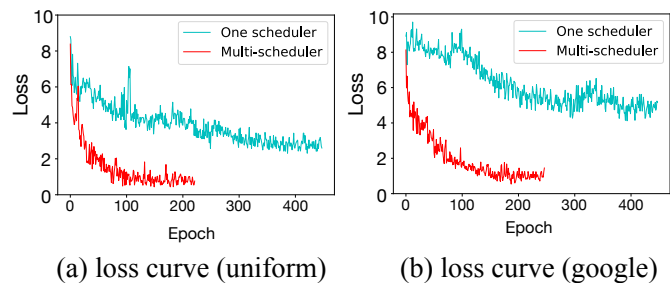 10
8
6
4
2
0
Loss
One scheduler
Multi-scheduler
0
100
200
300
400
Epoch
(a) loss curve (uniform)
10
8
6
4
2
0
Loss
One scheduler
Multi-scheduler
0
100
200
300
400
Epoch
(b) loss curve (google)